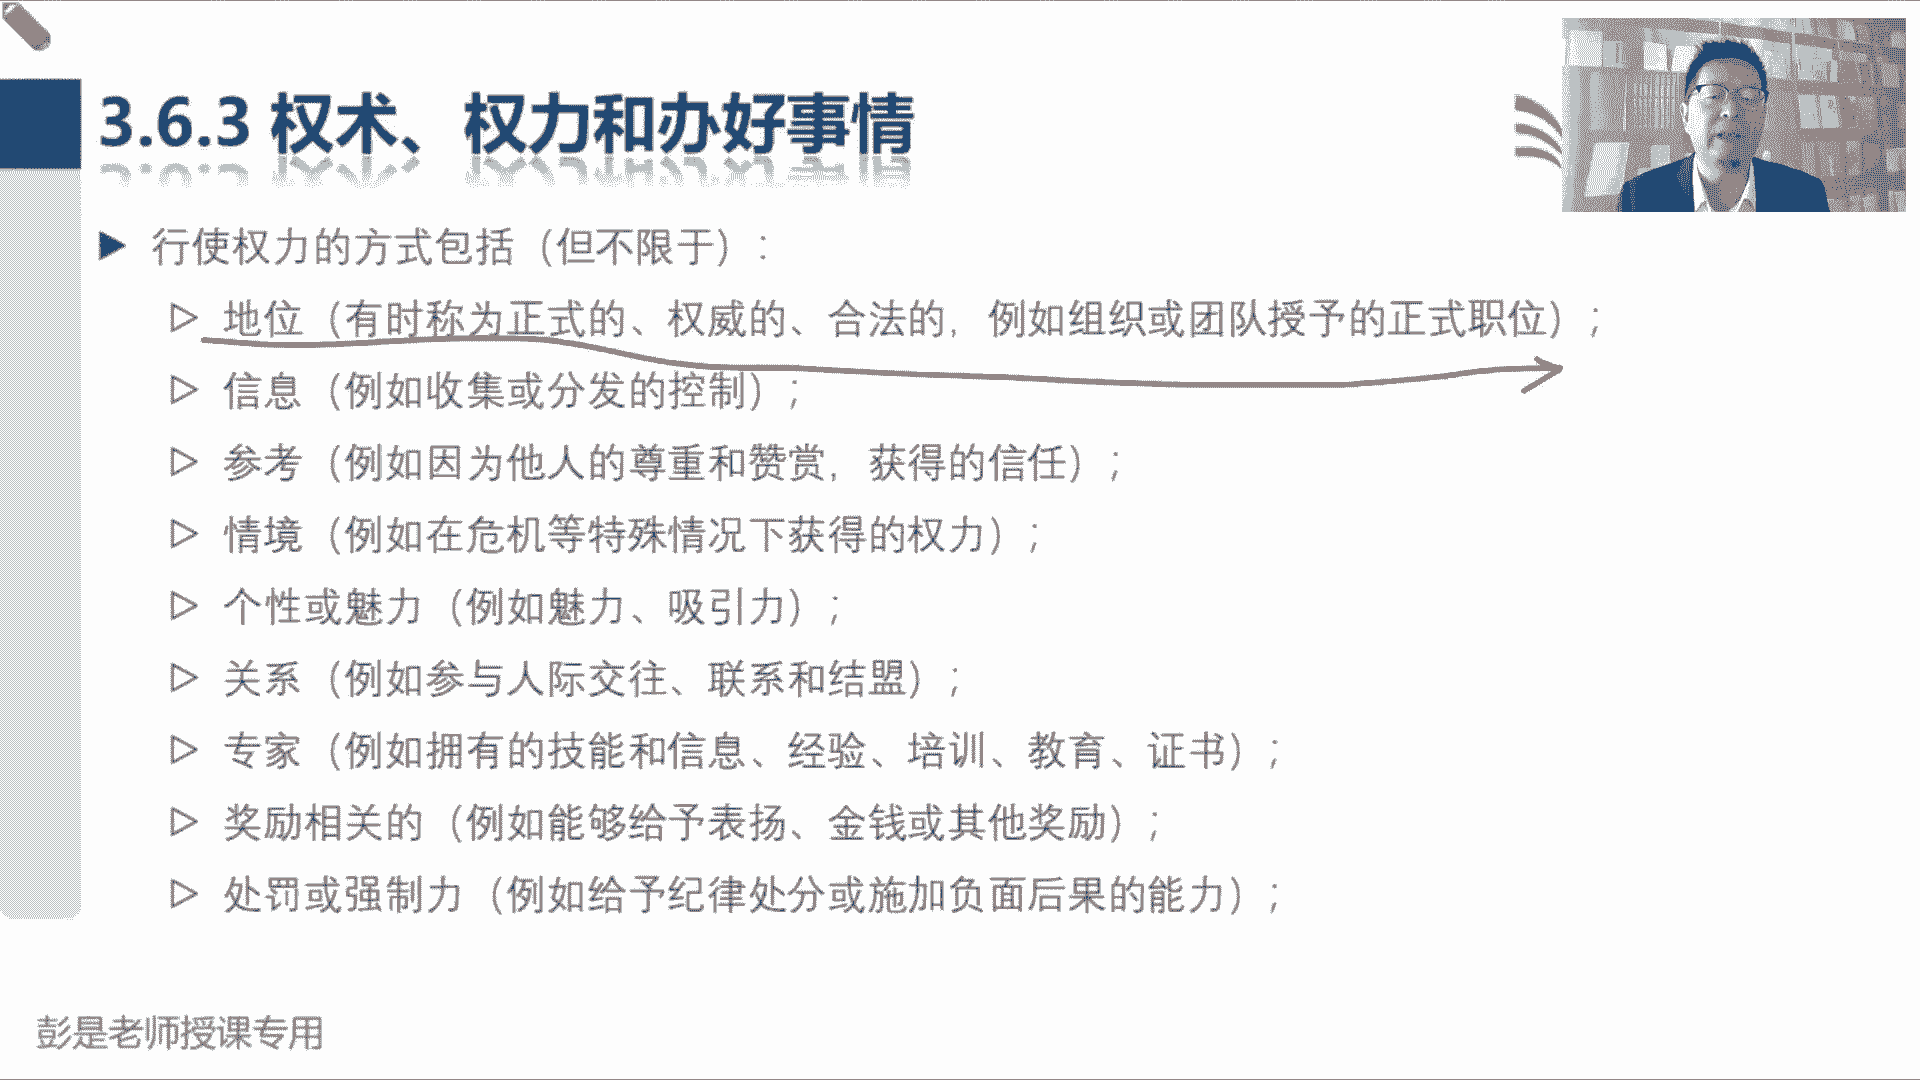 3.6.3 权术、权力和办好事情
行使权力的方式包括（但不限于）：
地位（有时称为正式的、权威的、合法的，例如组织或团队授予的正式职位）；
信息（例如收集或分发的控制）；
参考（例如因为他人的尊重和赞赏，获得的信任）；
情境（例如在危机等特殊情况下获得的权力）；
个性或魅力（例如魅力、吸引力）；
关系（例如参与人际交往、联系和结盟）；
专家（例如拥有的技能和信息、经验、培训、教育、证书）；
奖励相关的（例如能够给予表扬、金钱或其他奖励）；
处罚或强制力（例如给予纪律处分或施加负面后果的能力）；
彭是老师授课专用